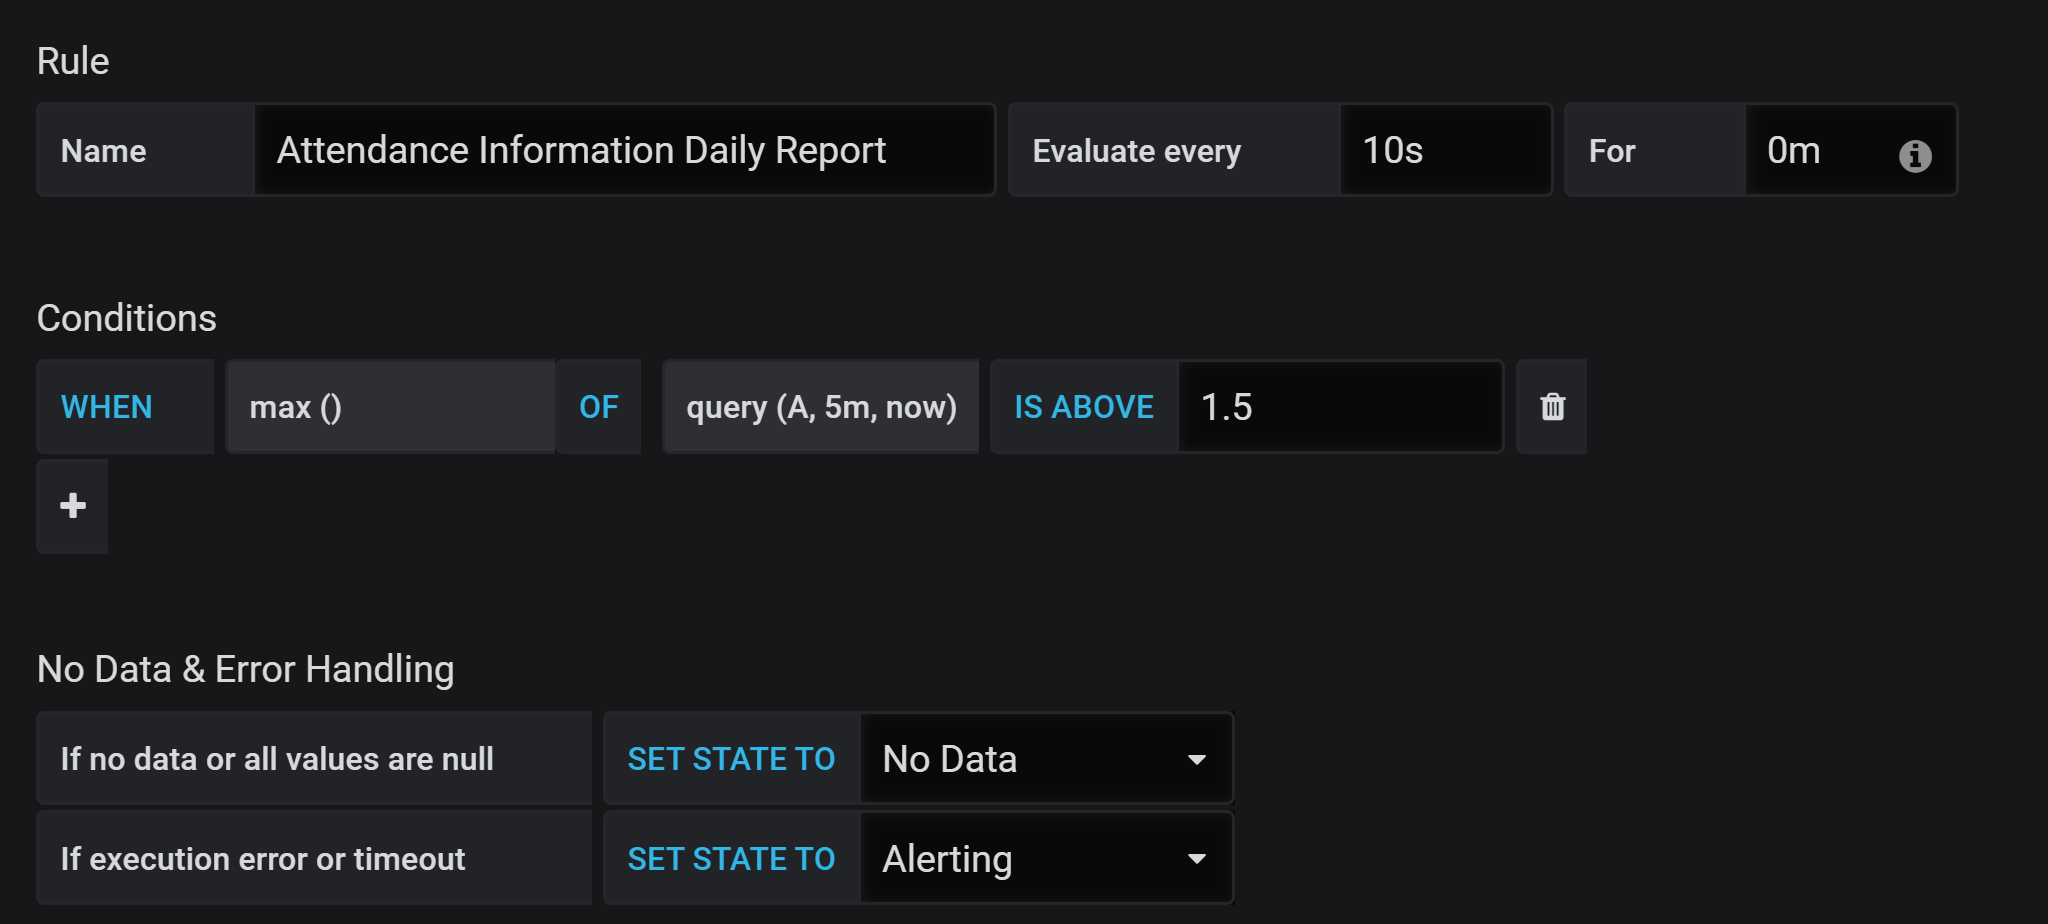 Rule
Name Attendance Information Daily Report Evaluate every 10s For 0m
Conditions
WHEN max () OF query (A, 5m, now) IS ABOVE 1.5
No Data & Error Handling
If no data or all values are null SET STATE TO No Data
If execution error or timeout SET STATE TO Alerting